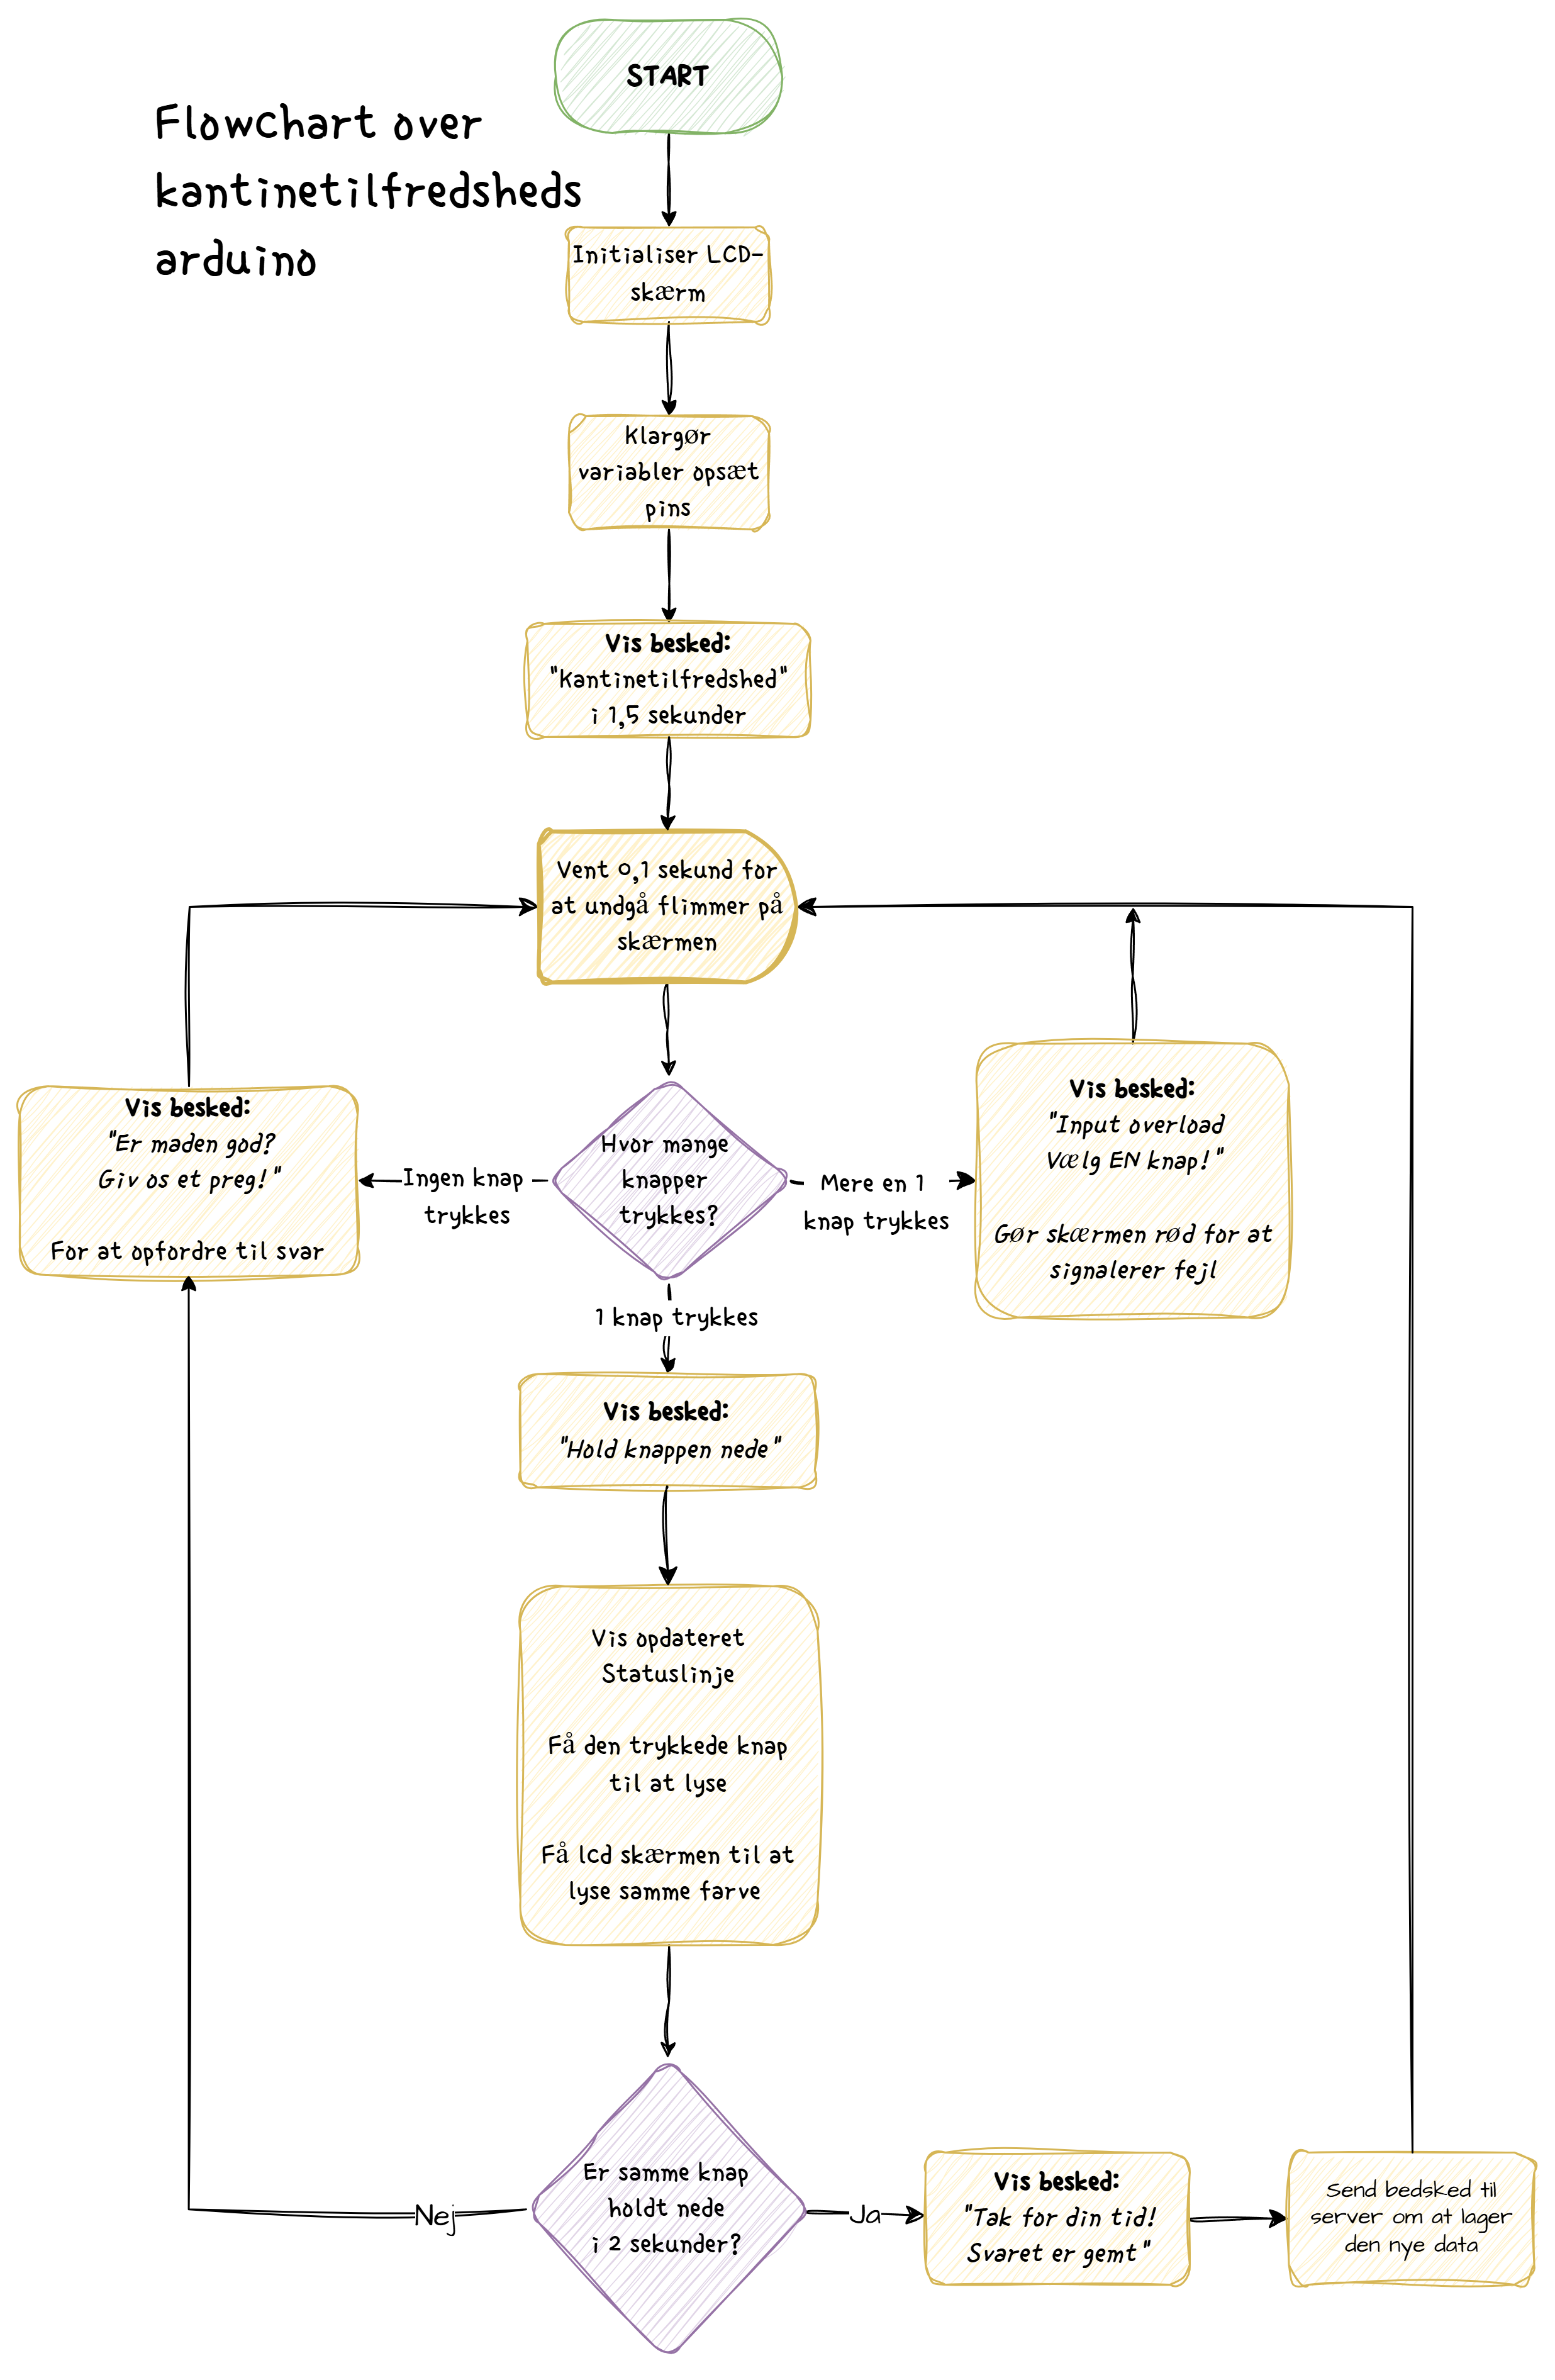 START
Flowchart over
kantinetilfredsheds
arduino
Initialiser LCD-
skærm
Klargør
variabler opsæt
pins
Vis besked:
"Kantinetilfredshed"
i 1,5 sekunder
Vent 0,1 sekund for
at undgå flimmer på
skærmen
Vis besked:
"Er maden god?
Giv os et preg!"
For at opfordre til svar
Ingen knap
trykkes
Hvor mange
knapper
trykkes?
Mere en 1
knap trykkes
Vis besked:
"Input overload
Vælg EN knap!"
Gør skærmen rød for at
signalerer fejl
1 knap trykkes
Vis besked:
"Hold knappen nede"
Vis opdateret
Statuslinje
Få den trykkede knap
til at lyse
Få lcd skærmen til at
lyse samme farve
Er samme knap
holdt nede
i 2 sekunder?
Nej
Ja
Vis besked:
"Tak for din tid!
Svaret er gemt"
Send bedsked til
server om at lager
den nye data